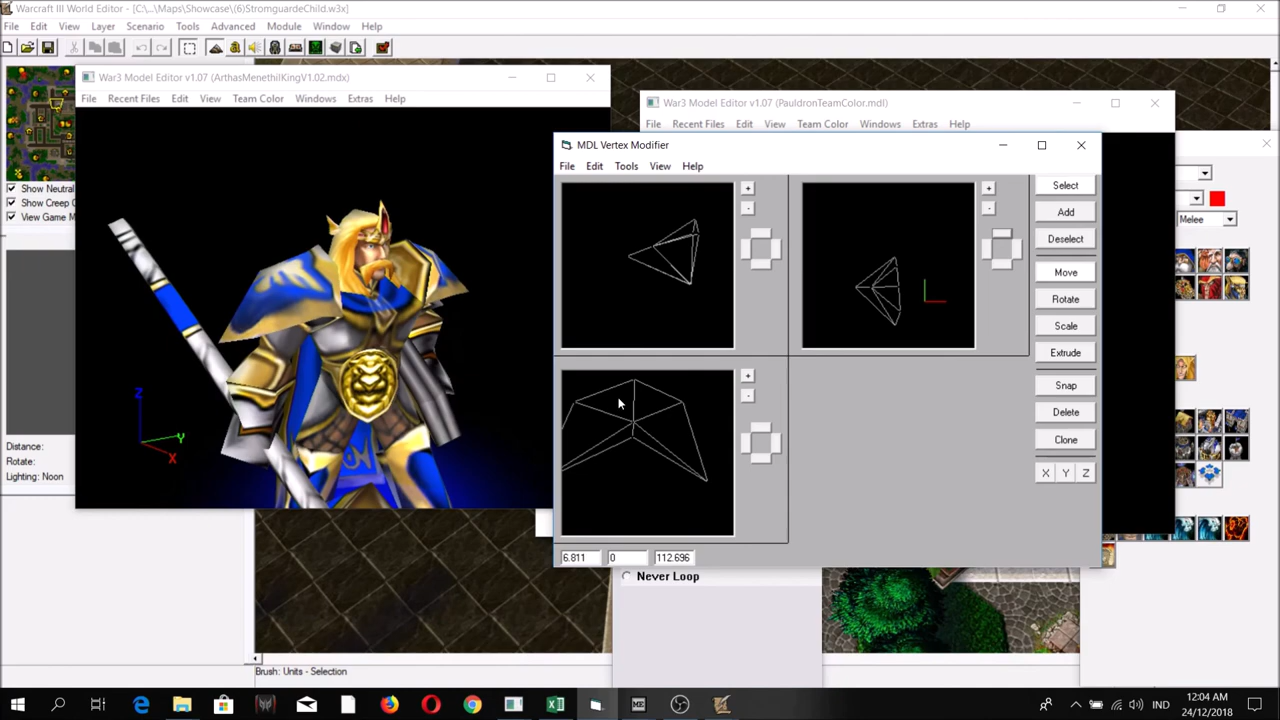 Warcraft III World Editor - [C:\...\Maps\Showcase\(6)StromguardeChild.w3x]
File Edit View Layer Scenario Tools Advanced Module Window Help
War3 Model Editor v1.07 (ArthasMenethilKingV1.02.mdx)
File Recent Files Edit View Team Color Windows Extras Help
War3 Model Editor v1.07 (PauldronTeamColor.mdl)
File Recent Files Edit View Team Color Windows Extras Help
MDL Vertex Modifier
File Edit Tools View Help
+
-
+
-
+
-
Select
Add
Deselect
Move
Rotate
Scale
Extrude
Snap
Delete
Clone
X Y Z
6.811 0 112.696
Show Neutral
Show Creep C
View Game M
Melee
Z
Y
X
Distance:
Rotate:
Lighting: Noon
Never Loop
Brush: Units - Selection
ME
IND
12:04 AM
24/12/2018